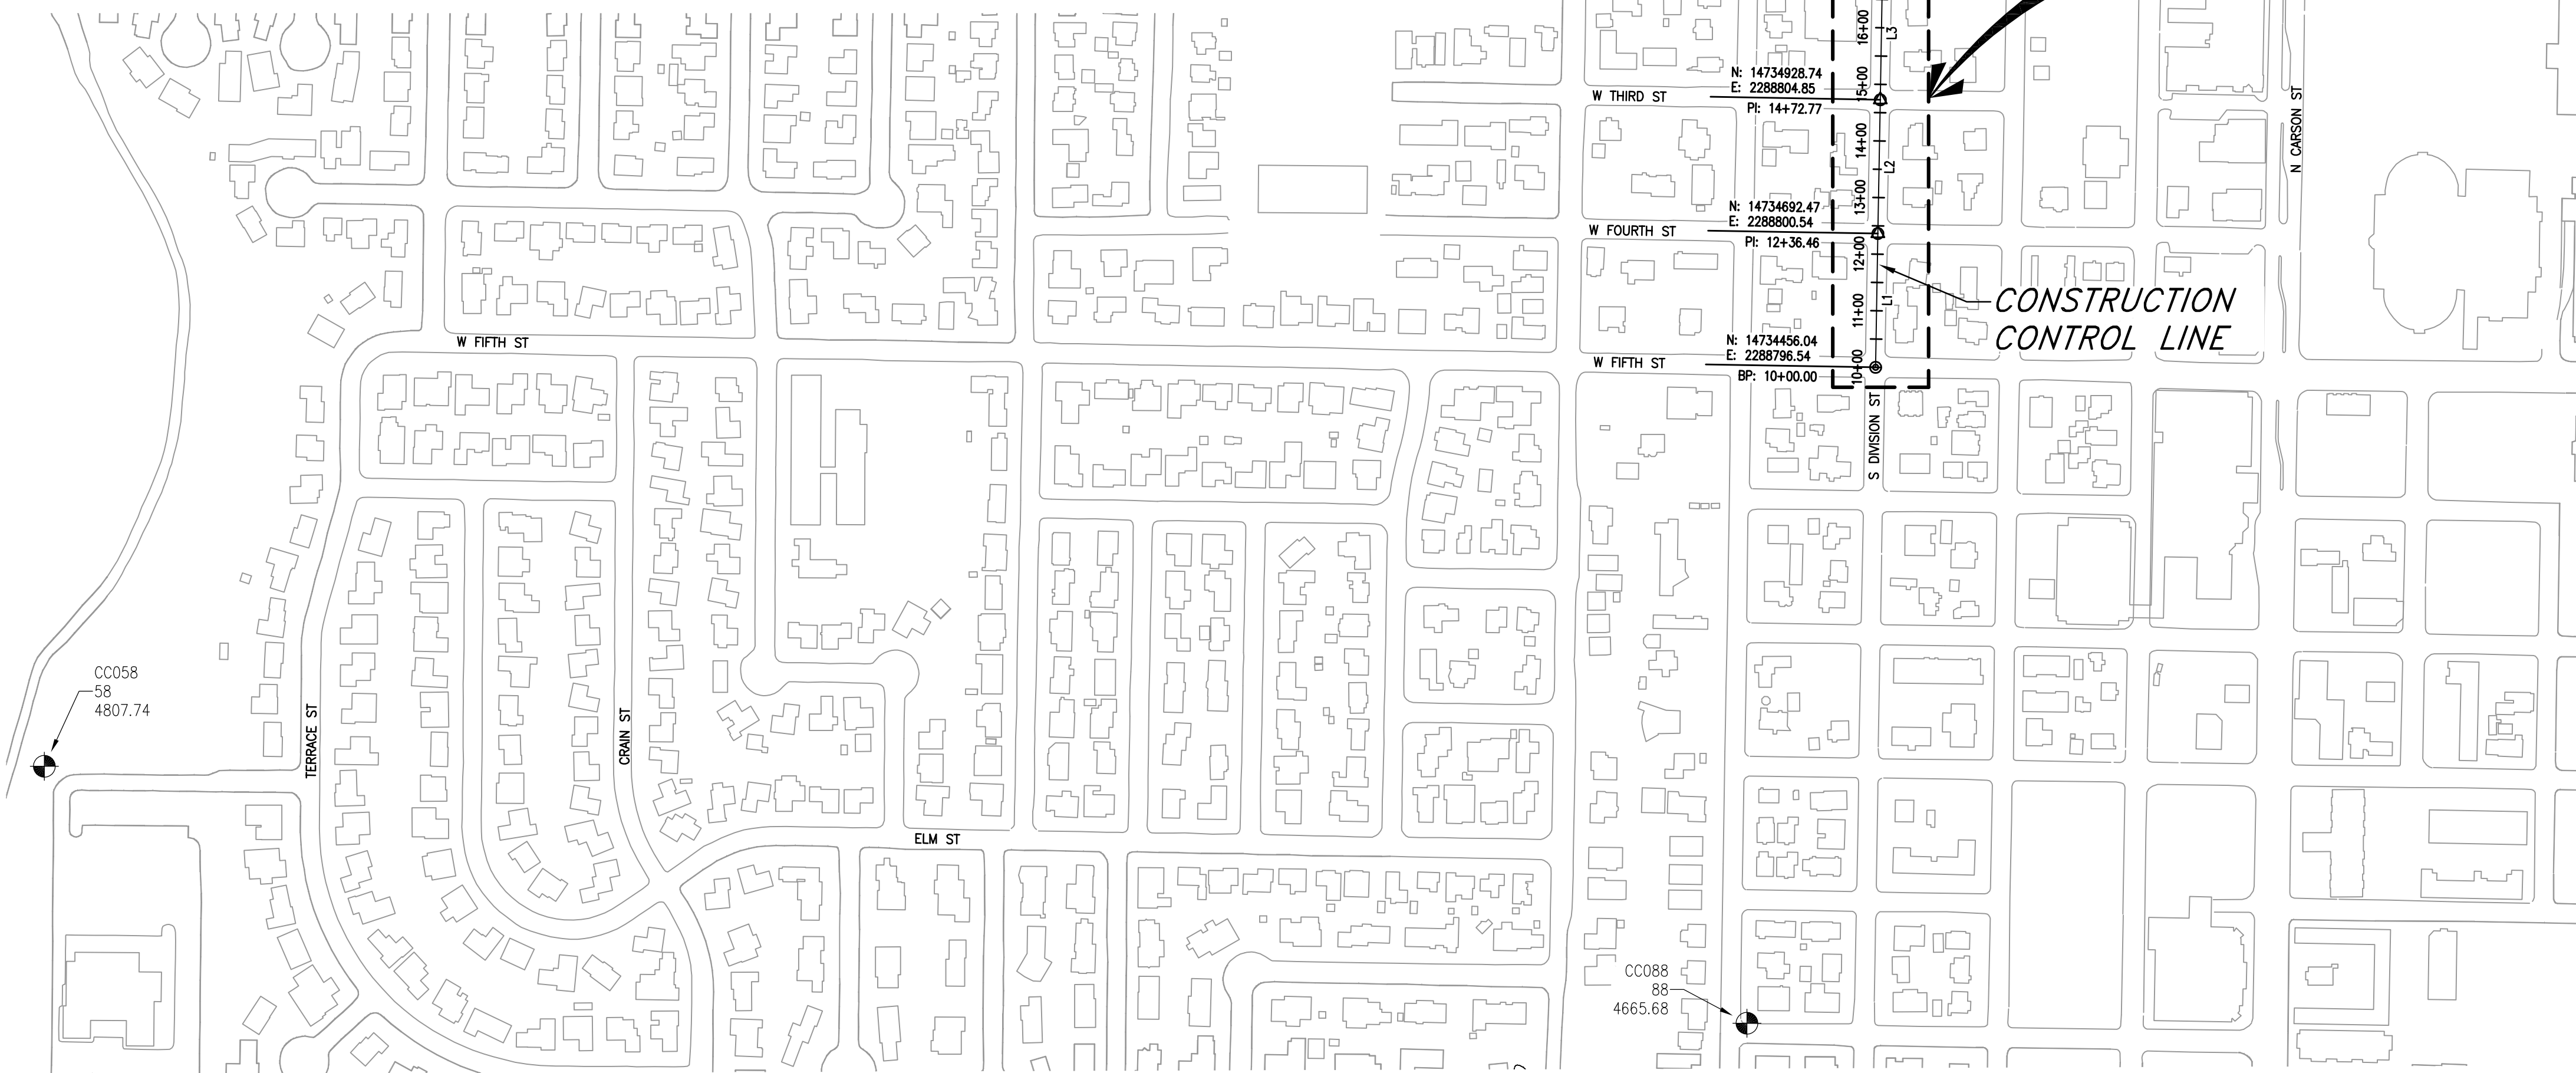 16+00
L3
N: 14734928.74
E: 2288804.85
15+00
W THIRD ST
PI: 14+72.77
N CARSON ST
14+00
L2
13+00
N: 14734692.47
E: 2288800.54
W FOURTH ST
PI: 12+36.46
12+00
CONSTRUCTION
CONTROL LINE
L1
11+00
W FIFTH ST
N: 14734456.04
E: 2288796.54
W FIFTH ST
10+00
BP: 10+00.00
S DIVISION ST
CC058
58
4807.74
TERRACE ST
CRAIN ST
ELM ST
CC088
88
4665.68